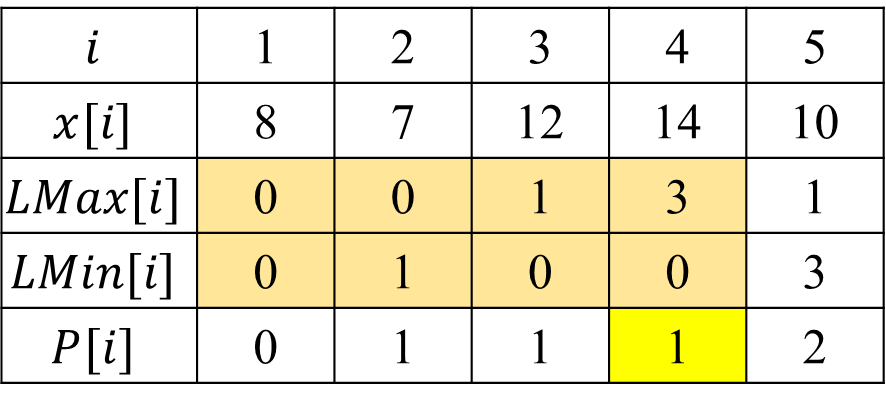 i 1 2 3 4 5
x[i] 8 7 12 14 10
LMax[i] 0 0 1 3 1
LMin[i] 0 1 0 0 3
P[i] 0 1 1 1 2